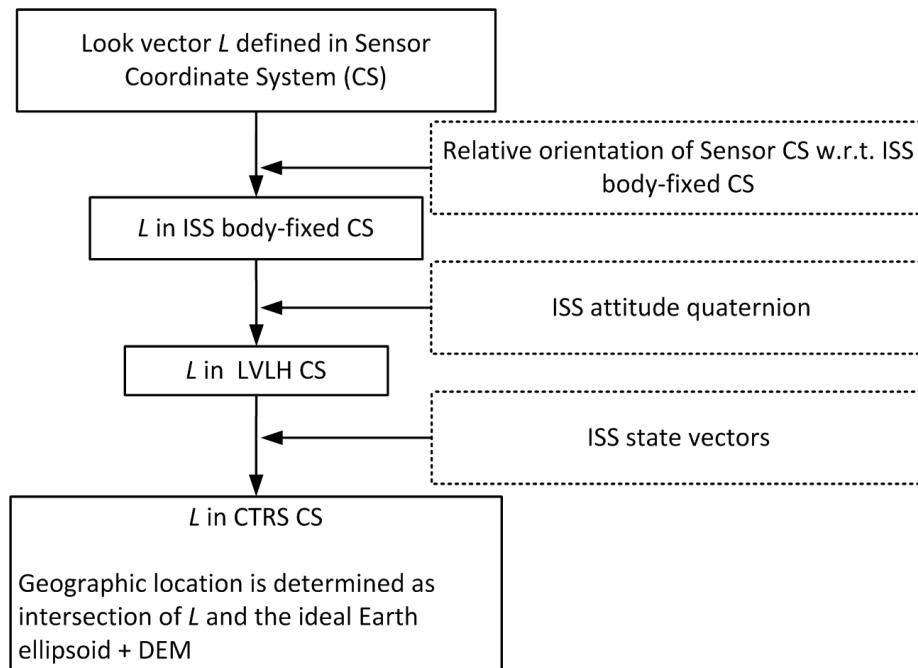 Look vector L defined in Sensor
Coordinate System (CS)
Relative orientation of Sensor CS w.r.t. ISS
body-fixed CS
L in ISS body-fixed CS
ISS attitude quaternion
L in LVLH CS
ISS state vectors
L in CTRS CS
Geographic location is determined as
intersection of L and the ideal Earth
ellipsoid + DEM